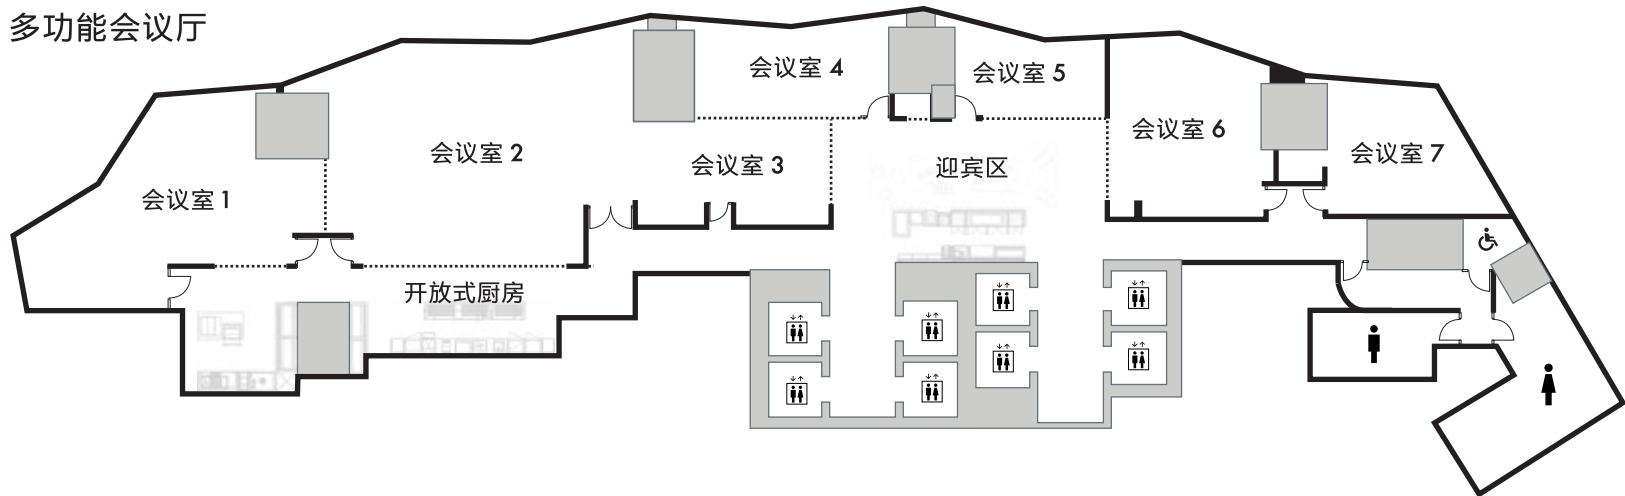 多功能会议厅
会议室 1
会议室 2
会议室 3
会议室 4
会议室 5
会议室 6
会议室 7
迎宾区
开放式厨房